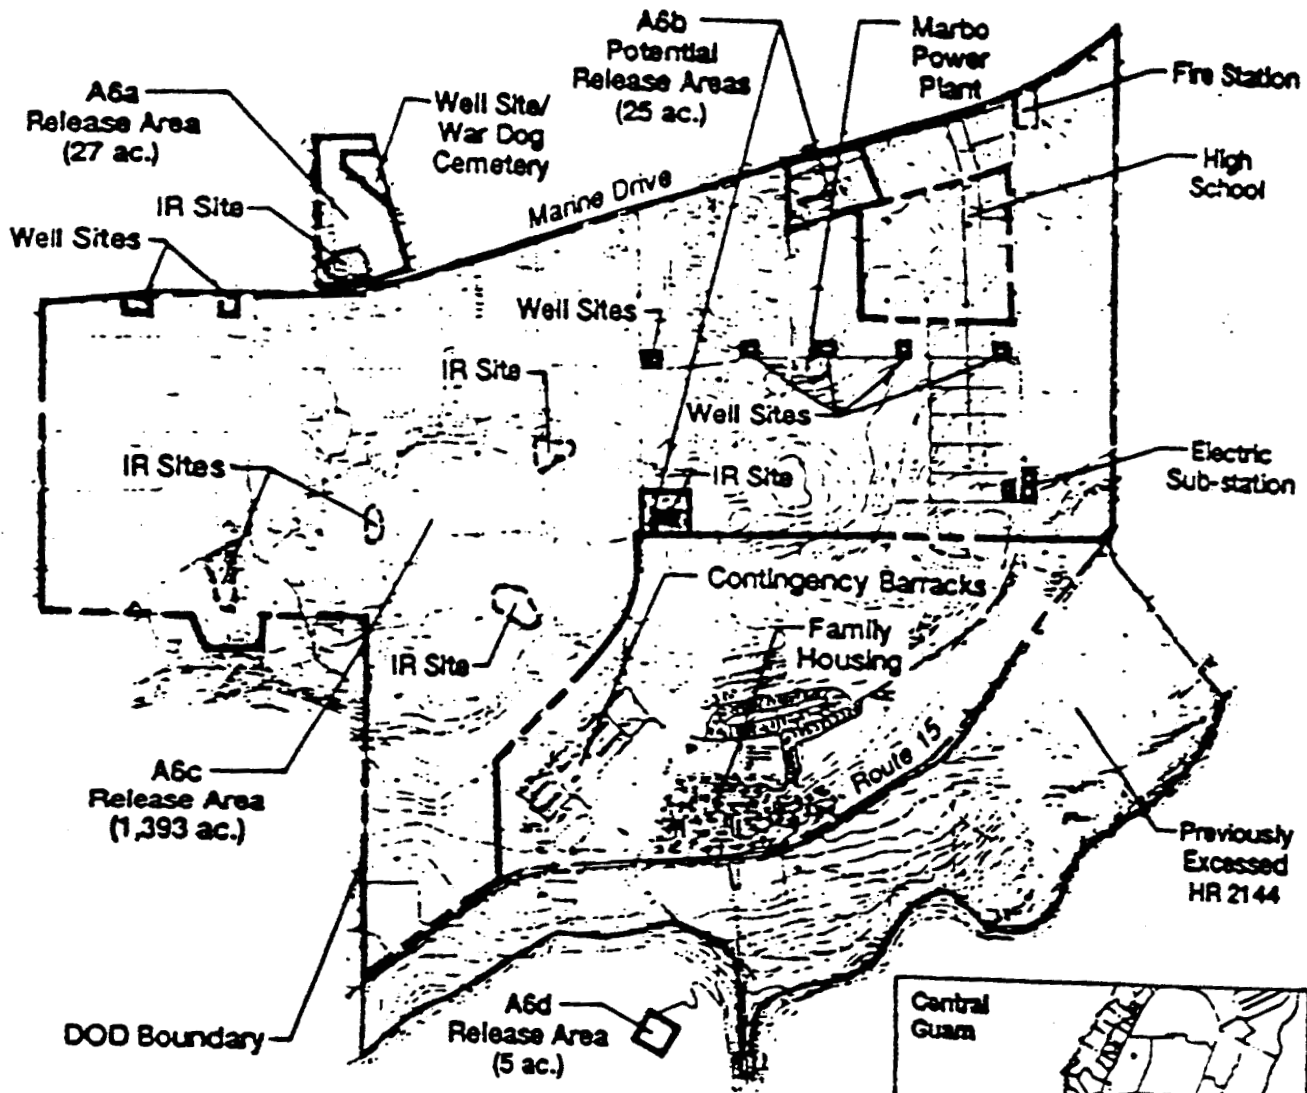 A6a
Release Area
(27 ac.)
Well Site/
War Dog
Cemetery
A6b
Potential
Release Areas
(25 ac.)
Marbo
Power
Plant
Fire Station
High
School
IR Site
Well Sites
Marine Drive
Well Sites
IR Site
Well Sites
IR Sites
IR Site
Electric
Sub-station
Contingency Barracks
Family
Housing
IR Site
Route 15
A6c
Release Area
(1,393 ac.)
Previously
Excessed
HR 2144
DOD Boundary
A6d
Release Area
(5 ac.)
Central
Guam